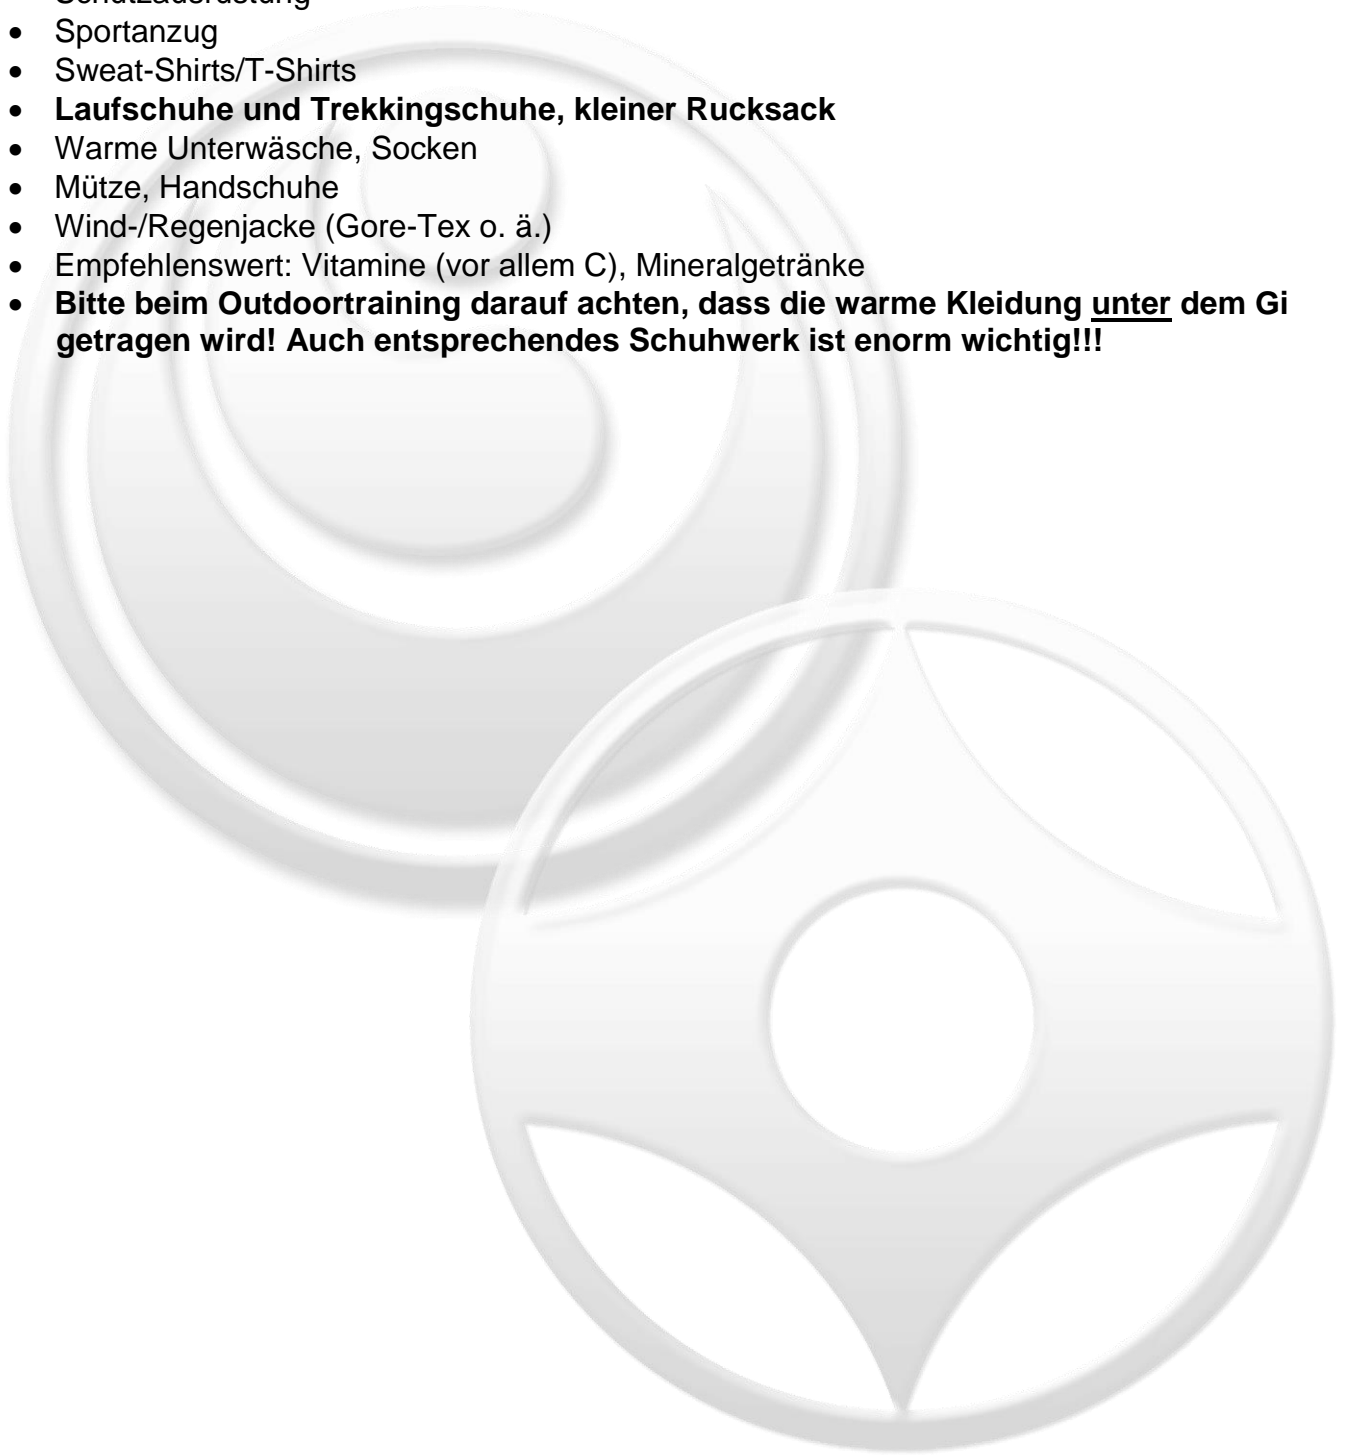 Schutzausrüstung
• Sportanzug
• Sweat-Shirts/T-Shirts
• Laufschuhe und Trekkingschuhe, kleiner Rucksack
• Warme Unterwäsche, Socken
• Mütze, Handschuhe
• Wind-/Regenjacke (Gore-Tex o. ä.)
• Empfehlenswert: Vitamine (vor allem C), Mineralgetränke
• Bitte beim Outdoortraining darauf achten, dass die warme Kleidung unter dem Gi
getragen wird! Auch entsprechendes Schuhwerk ist enorm wichtig!!!